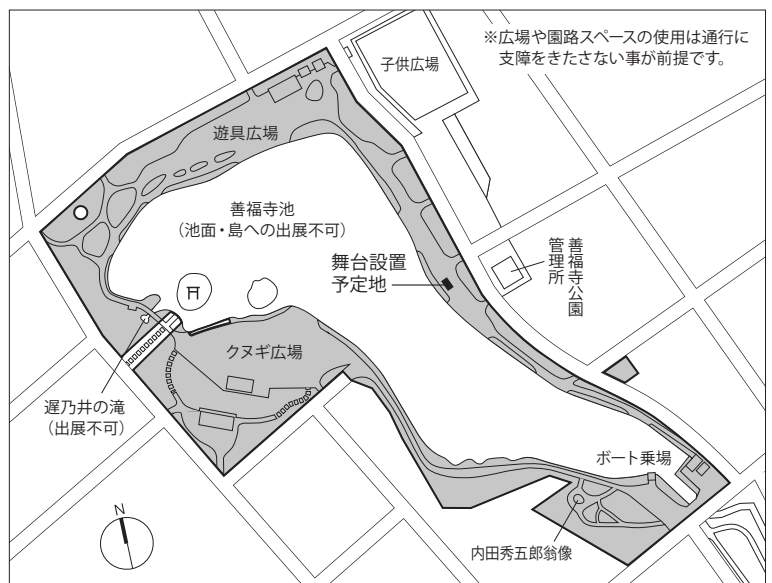 ※広場や園路スペースの使用は通行に
支障をきたさない事が前提です。
子供広場
遊具広場
善福寺池
(池面・島への出展不可)
舞台設置
予定地
善福寺公園
管理所
クヌギ広場
遅乃井の滝
(出展不可)
ボート乗場
内田秀五郎翁像
N